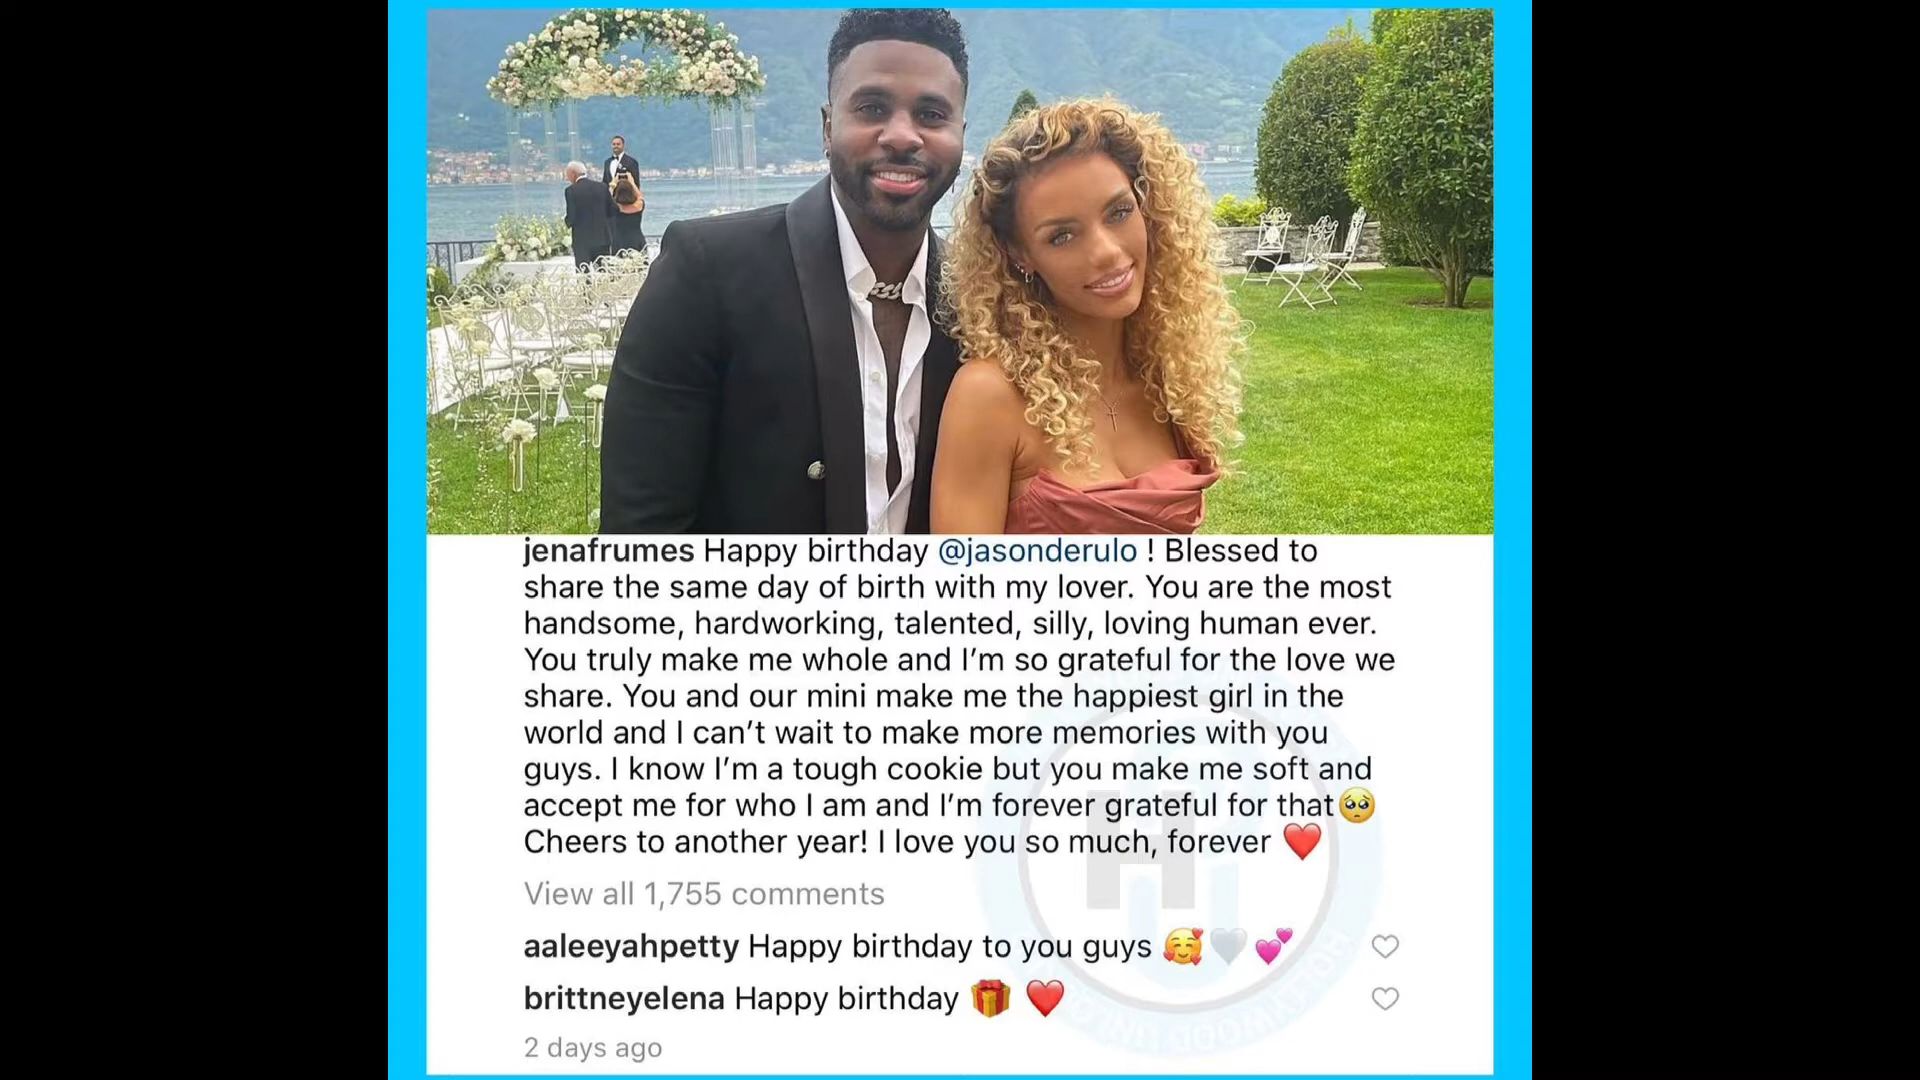 jenafrumes Happy birthday @jasonderulo ! Blessed to
share the same day of birth with my lover. You are the most
handsome, hardworking, talented, silly, loving human ever.
You truly make me whole and I’m so grateful for the love we
share. You and our mini make me the happiest girl in the
world and I can’t wait to make more memories with you
guys. I know I’m a tough cookie but you make me soft and
accept me for who I am and I’m forever grateful for that🥺
Cheers to another year! I love you so much, forever ❤️
View all 1,755 comments
aaleeyahpetty Happy birthday to you guys 🥰🤍💕
brittneyelena Happy birthday 🎁 ❤️
2 days ago